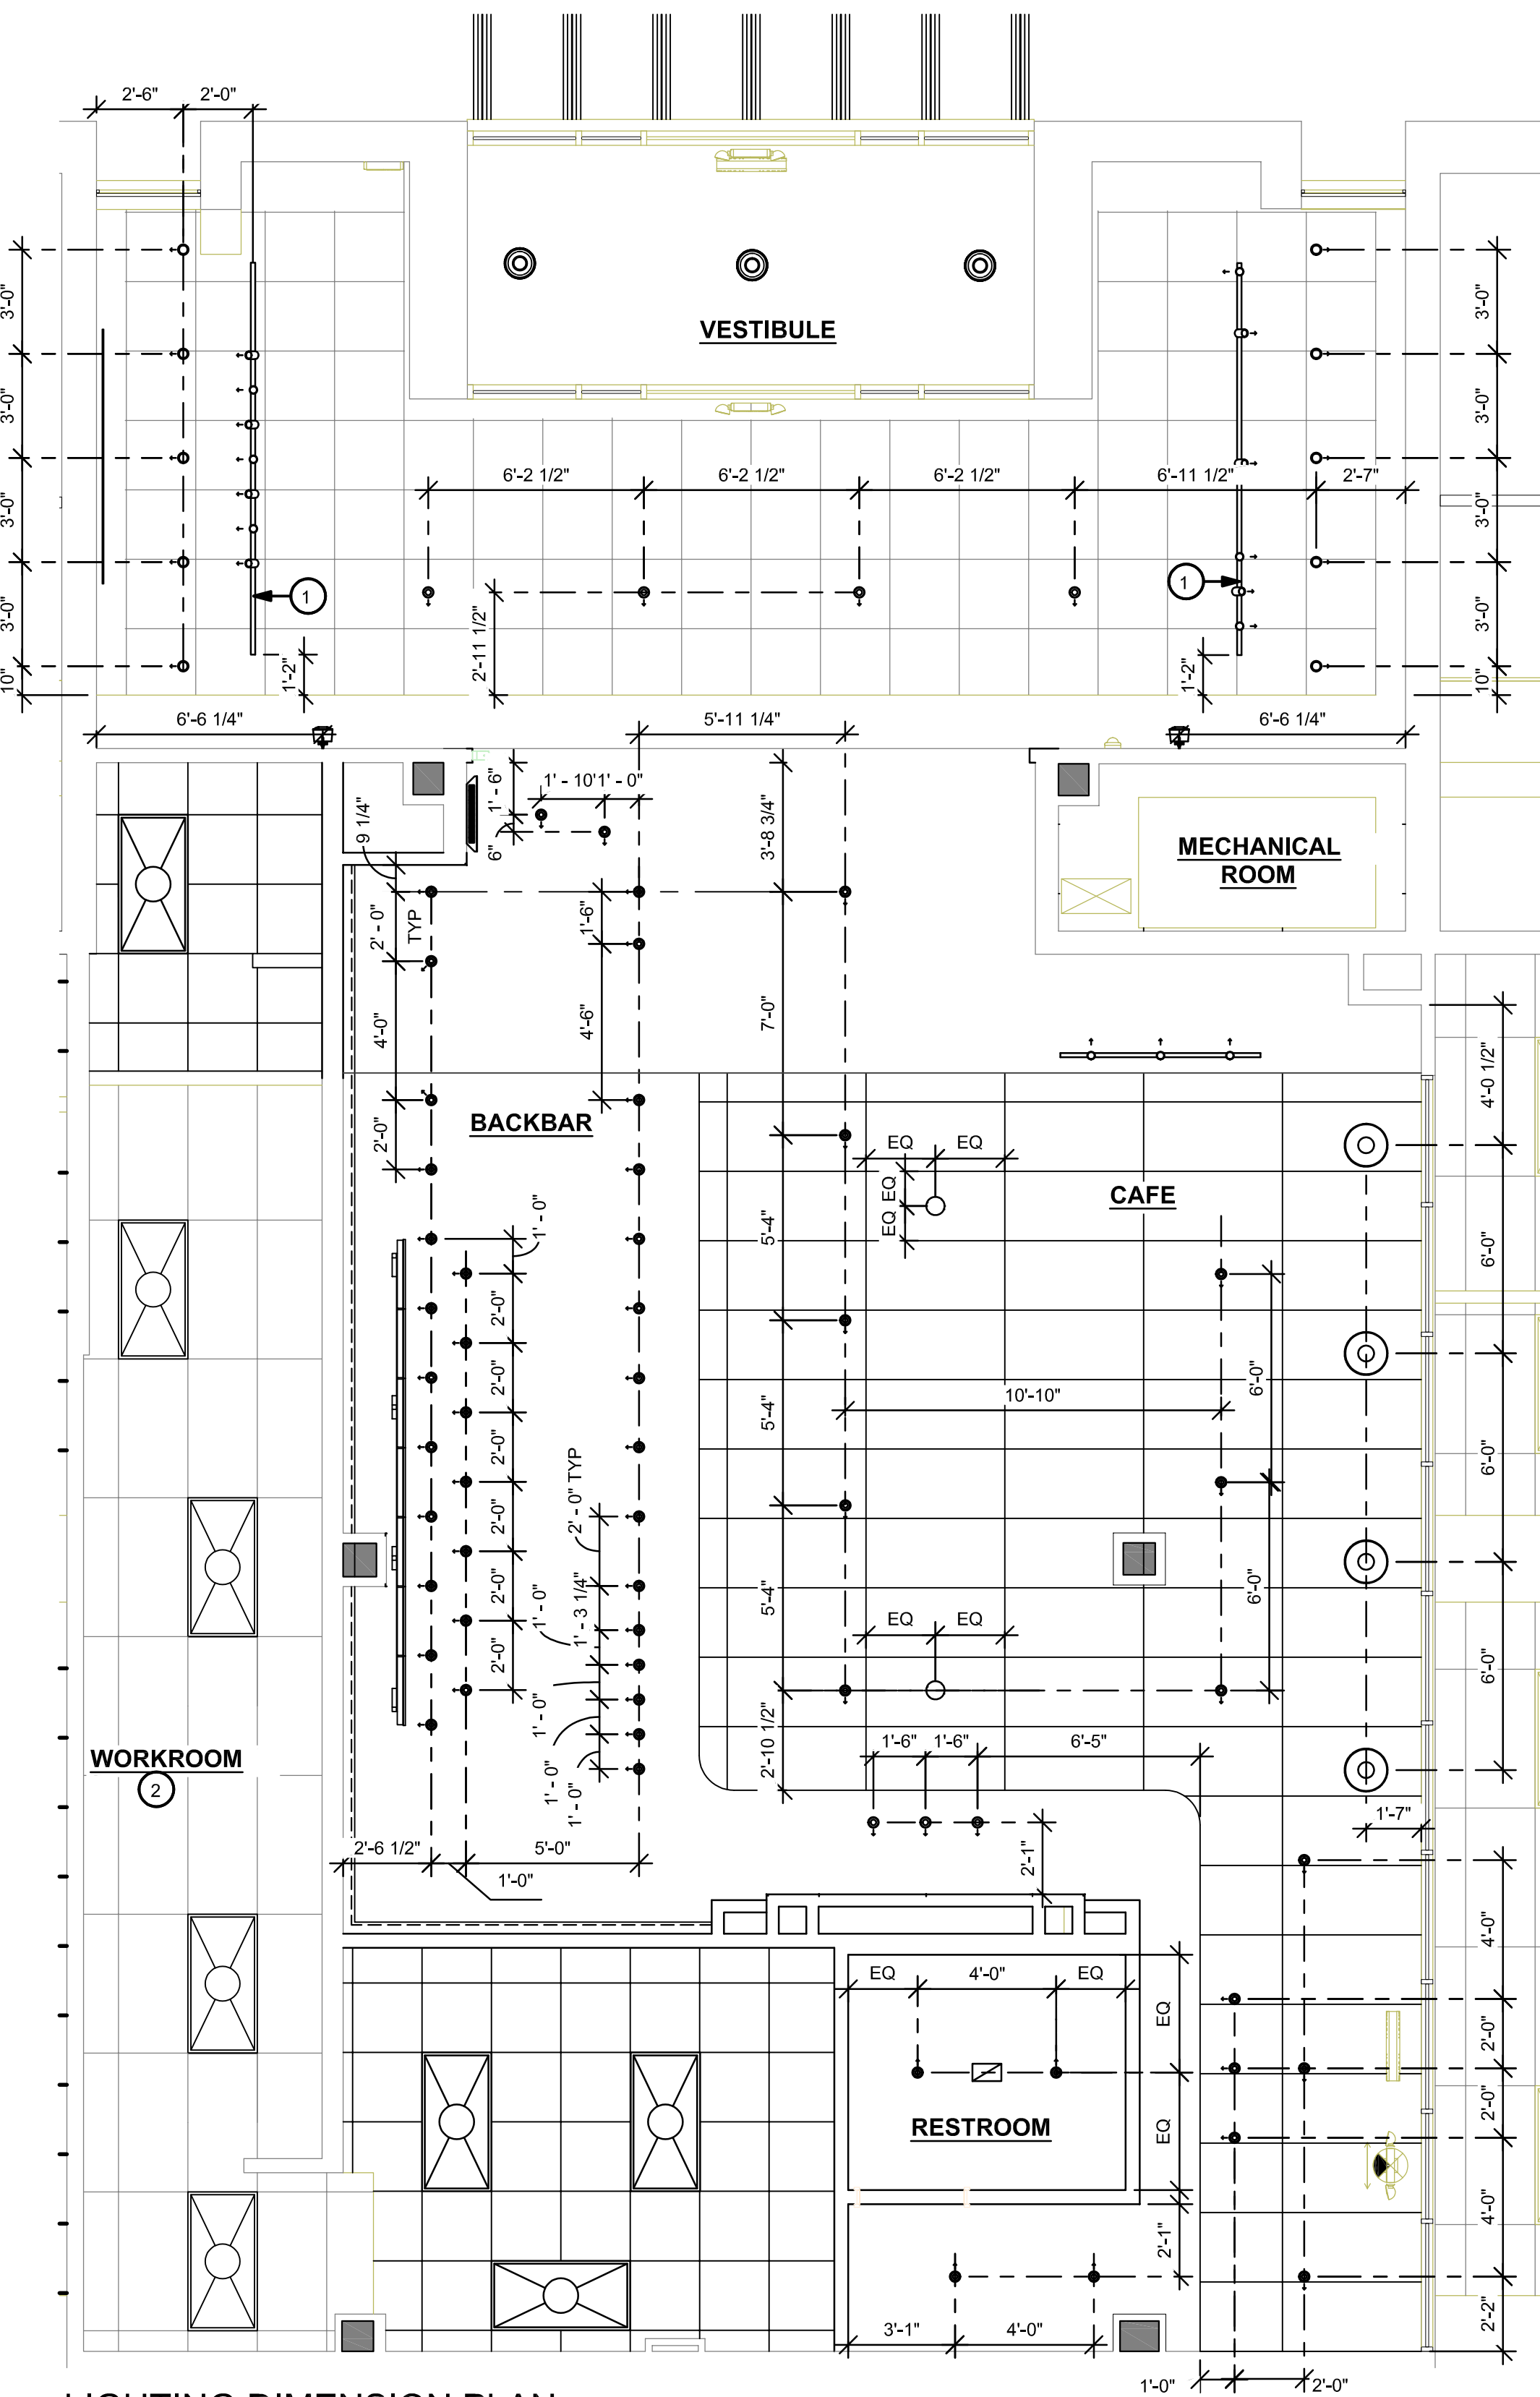 2'-6"
2'-0"
3'-0"
3'-0"
3'-0"
3'-0"
10"
VESTIBULE
3'-0"
3'-0"
3'-0"
3'-0"
10"
6'-2 1/2"
6'-2 1/2"
6'-2 1/2"
6'-11 1/2"
2'-7"
1
1
1'-2"
2'-11 1/2"
1'-2"
6'-6 1/4"
5'-11 1/4"
6'-6 1/4"
1' - 6"
1' - 10'
1' - 0"
6"
9 1/4"
3'-8 3/4"
MECHANICAL
ROOM
2' - 0"
TYP
1'-6"
4'-0"
4'-6"
7'-0"
2'-0"
BACKBAR
4'-0 1/2"
EQ
EQ
EQ
EQ
CAFE
1' - 0"
5'-4"
6'-0"
2'-0"
2'-0"
2'-0"
2'-0"
2'-0"
2'-0"
5'-4"
10'-10"
6'-0"
6'-0"
2' - 0" TYP
1' - 0"
1' - 3 1/4"
5'-4"
EQ
EQ
6'-0"
6'-0"
1' - 0"
1' - 0"
1' - 0"
2'-10 1/2"
1'-6"
1'-6"
6'-5"
WORKROOM
2
1'-7"
2'-6 1/2"
5'-0"
1'-0"
2'-1"
4'-0"
EQ
4'-0"
EQ
EQ
2'-0"
2'-0"
RESTROOM
EQ
4'-0"
2'-1"
2'-2"
3'-1"
4'-0"
1'-0"
2'-0"
LIGHTING DIMENSION PLAN